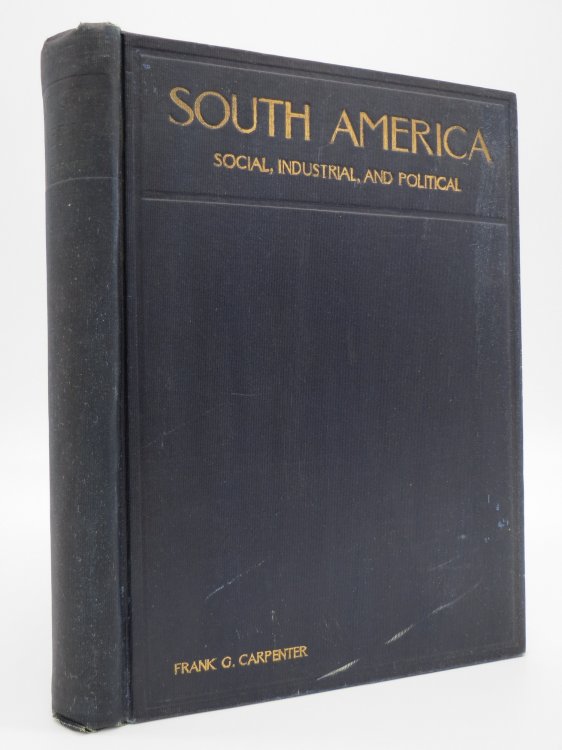 SOUTH AMERICA
SOCIAL, INDUSTRIAL, AND POLITICAL
FRANK G. CARPENTER